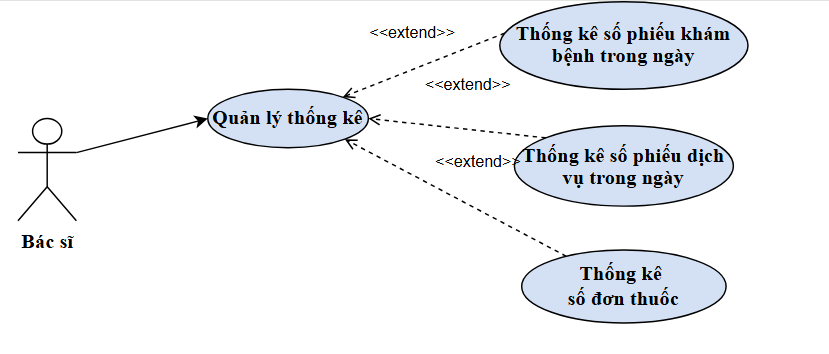 <<extend>>
Thống kê số phiếu khám
bệnh trong ngày
<<extend>>
Quản lý thống kê
<<extend>>
Thống kê số phiếu dịch
vụ trong ngày
Bác sĩ
Thống kê
số đơn thuốc